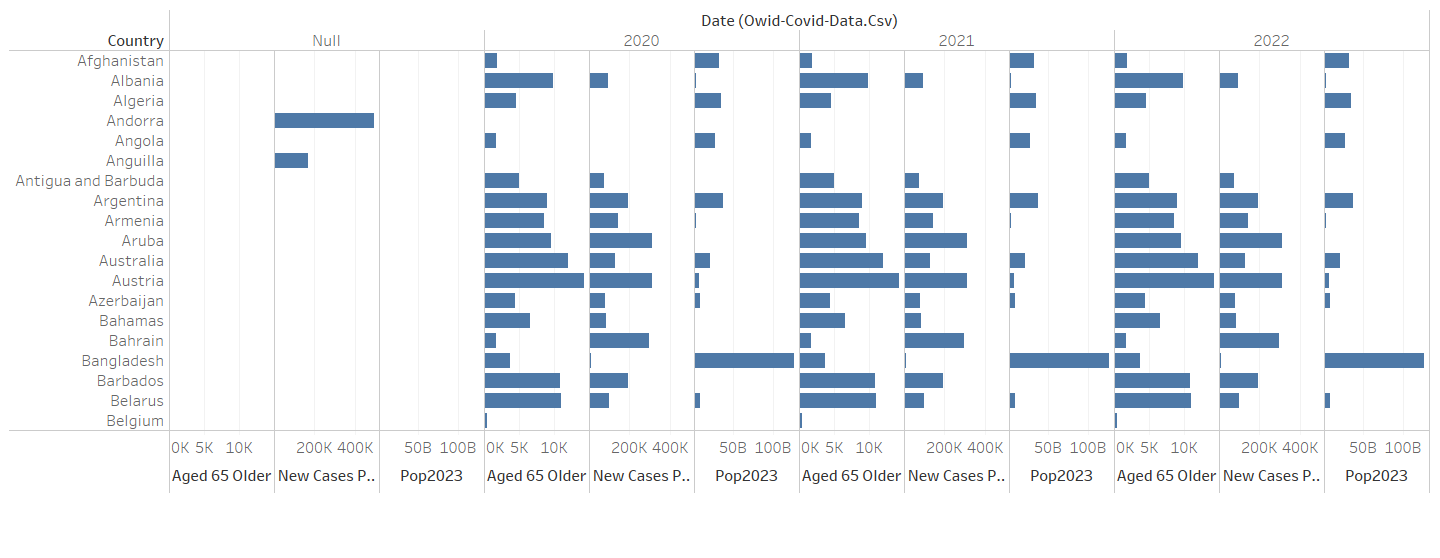 Date (Owid-Covid-Data.Csv)
Country Null 2020 2021 2022
Afghanistan
Albania
Algeria
Andorra
Angola
Anguilla
Antigua and Barbuda
Argentina
Armenia
Aruba
Australia
Austria
Azerbaijan
Bahamas
Bahrain
Bangladesh
Barbados
Belarus
Belgium
0K 5K 10K 200K 400K 50B 100B 0K 5K 10K 200K 400K 50B 100B 0K 5K 10K 200K 400K 50B 100B 0K 5K 10K 200K 400K 50B 100B
Aged 65 Older New Cases P.. Pop2023 Aged 65 Older New Cases P.. Pop2023 Aged 65 Older New Cases P.. Pop2023 Aged 65 Older New Cases P.. Pop2023